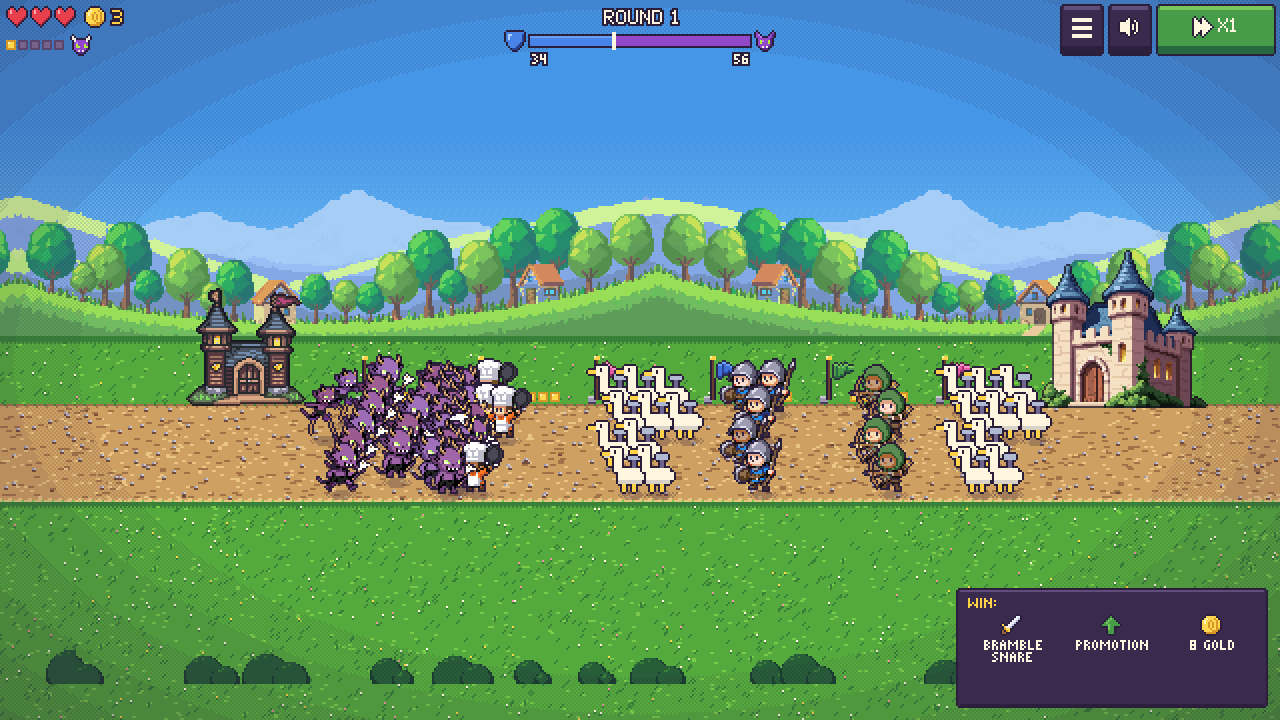 3
ROUND 1
34
56
X1
WIN:
BRAMBLE
SNARE
PROMOTION
8 GOLD